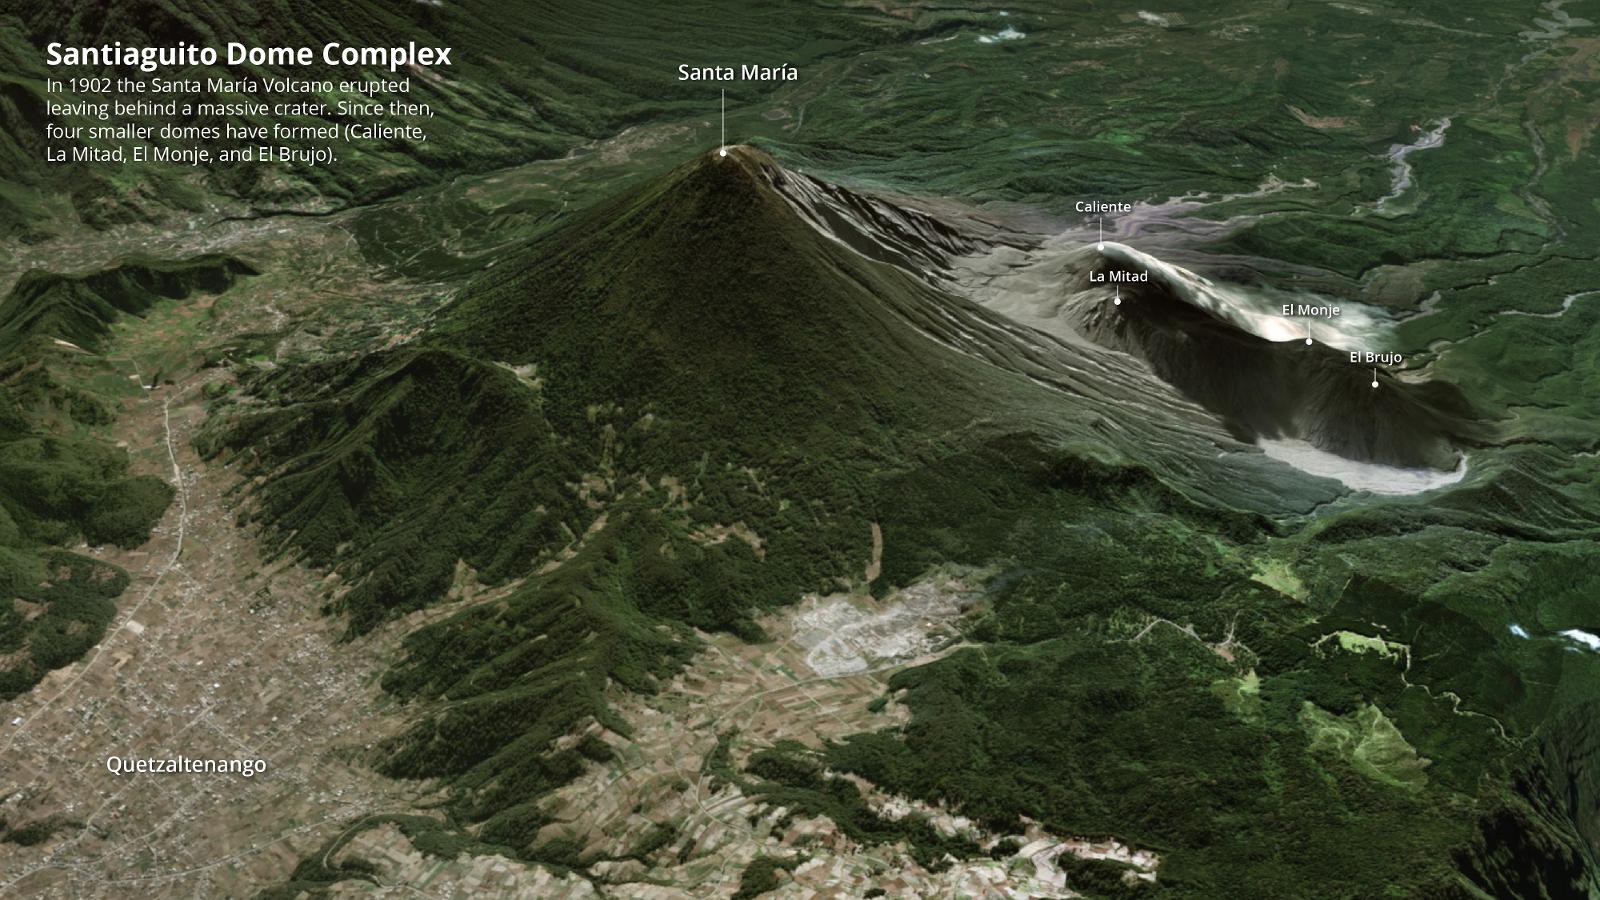 Santiaguito Dome Complex
In 1902 the Santa María Volcano erupted
leaving behind a massive crater. Since then,
four smaller domes have formed (Caliente,
La Mitad, El Monje, and El Brujo).
Santa María
Caliente
La Mitad
El Monje
El Brujo
Quetzaltenango